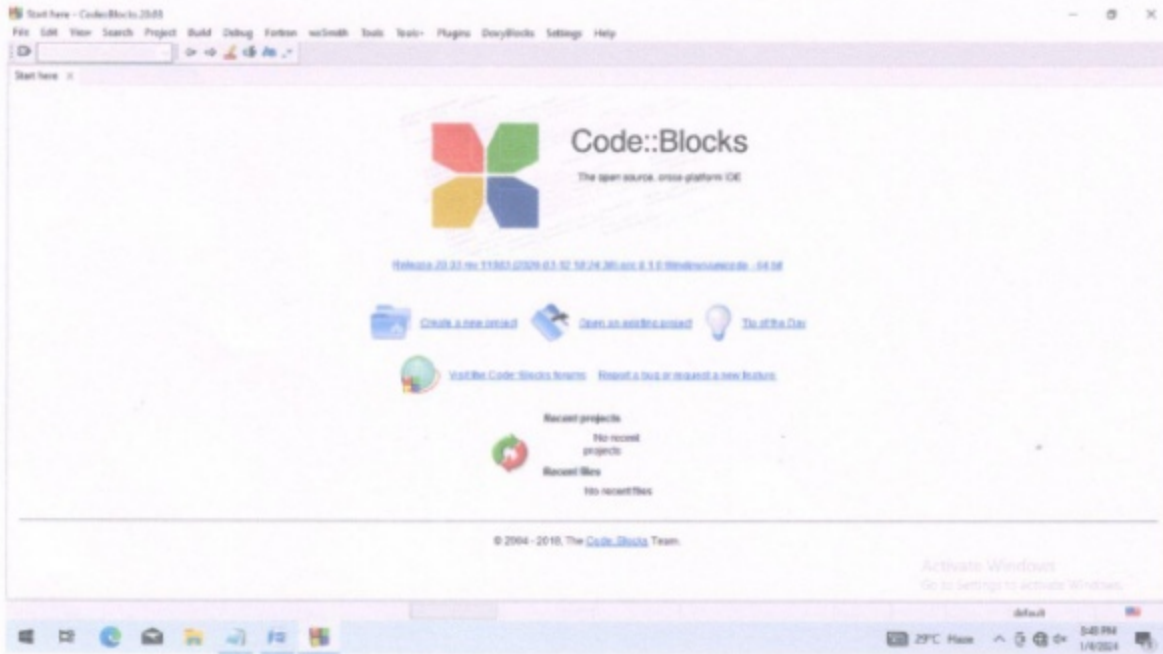 Start here - Code::Blocks 20.03
File Edit View Search Project Build Debug Fortran wxSmith Tools Tools+ Plugins DoxyBlocks Settings Help
Start here
Code::Blocks
The open source, cross-platform IDE
Create a new project Open an existing project Tip of the Day
Visit the Code::Blocks forums Report a bug or request a new feature
Recent projects
No recent
projects
Recent files
No recent files
© 2004 - 2018, The Code::Blocks Team.
Activate Windows
Go to Settings to activate Windows.
default
29°C Haze
1/4/2024